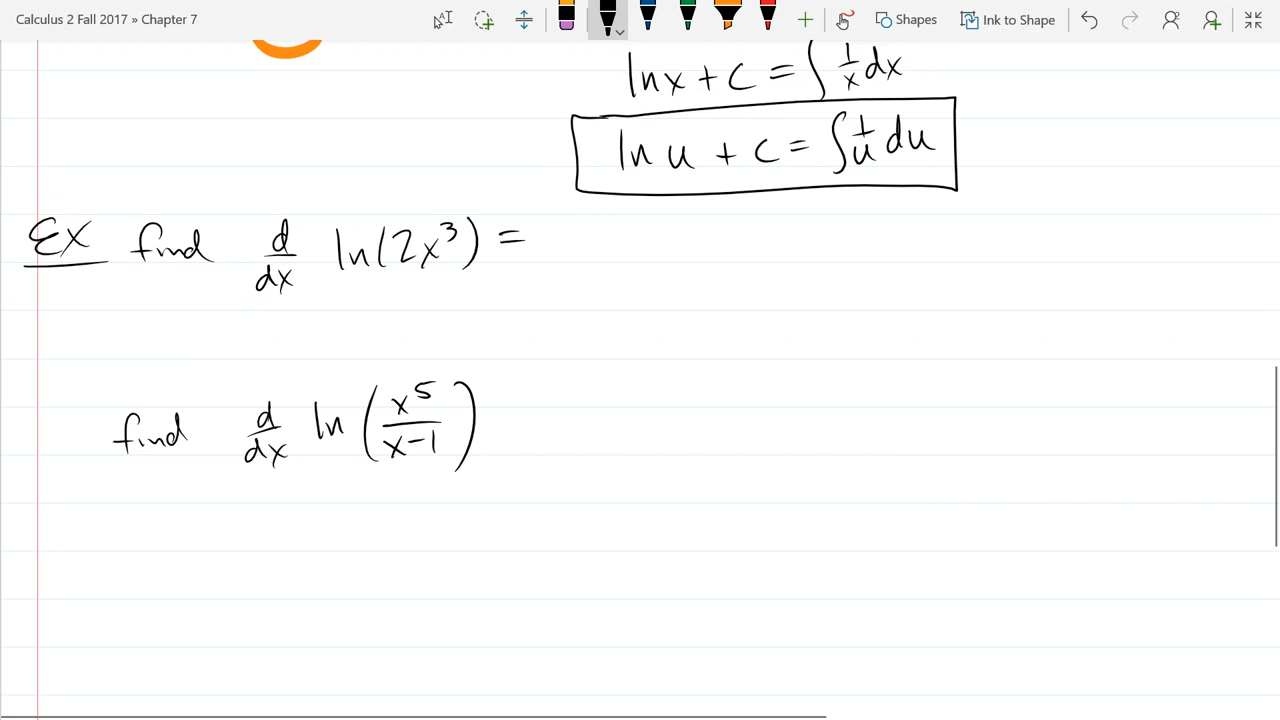 Calculus 2 Fall 2017 » Chapter 7
Shapes
Ink to Shape
ln x + c = ∫ 1/x dx
ln u + c = ∫ 1/u du
Ex find d/dx ln(2x³) =
find d/dx ln(x⁵/(x-1))